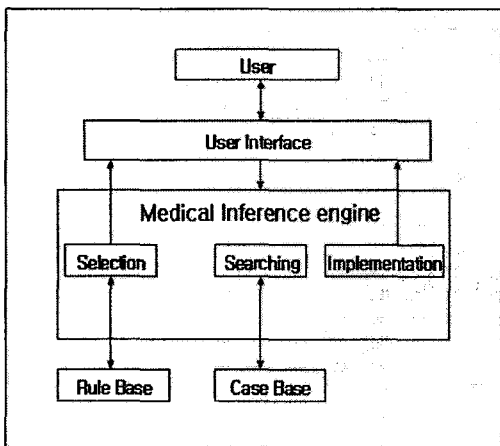 User
User Interface
Medical Inference engine
Selection
Searching
Implementation
Rule Base
Case Base